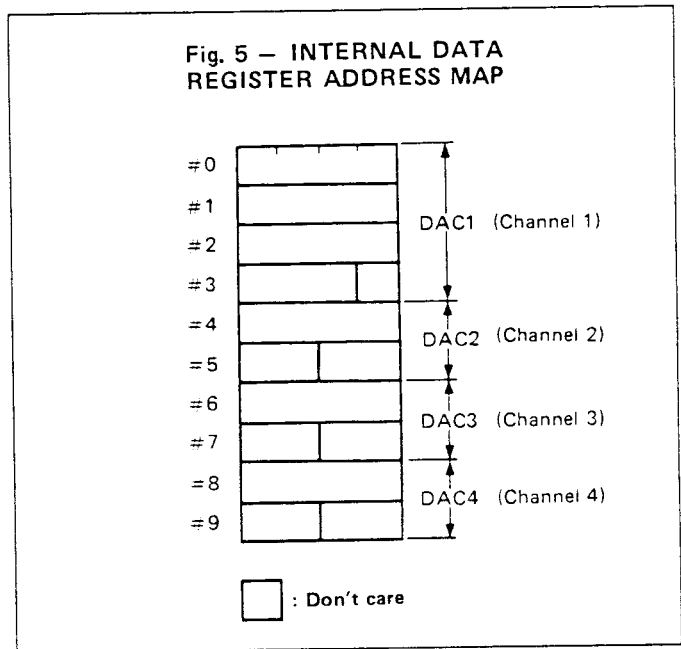 Fig. 5 — INTERNAL DATA
REGISTER ADDRESS MAP
#0
#1
#2
#3
#4
#5
#6
#7
#8
#9
DAC1 (Channel 1)
DAC2 (Channel 2)
DAC3 (Channel 3)
DAC4 (Channel 4)
: Don't care